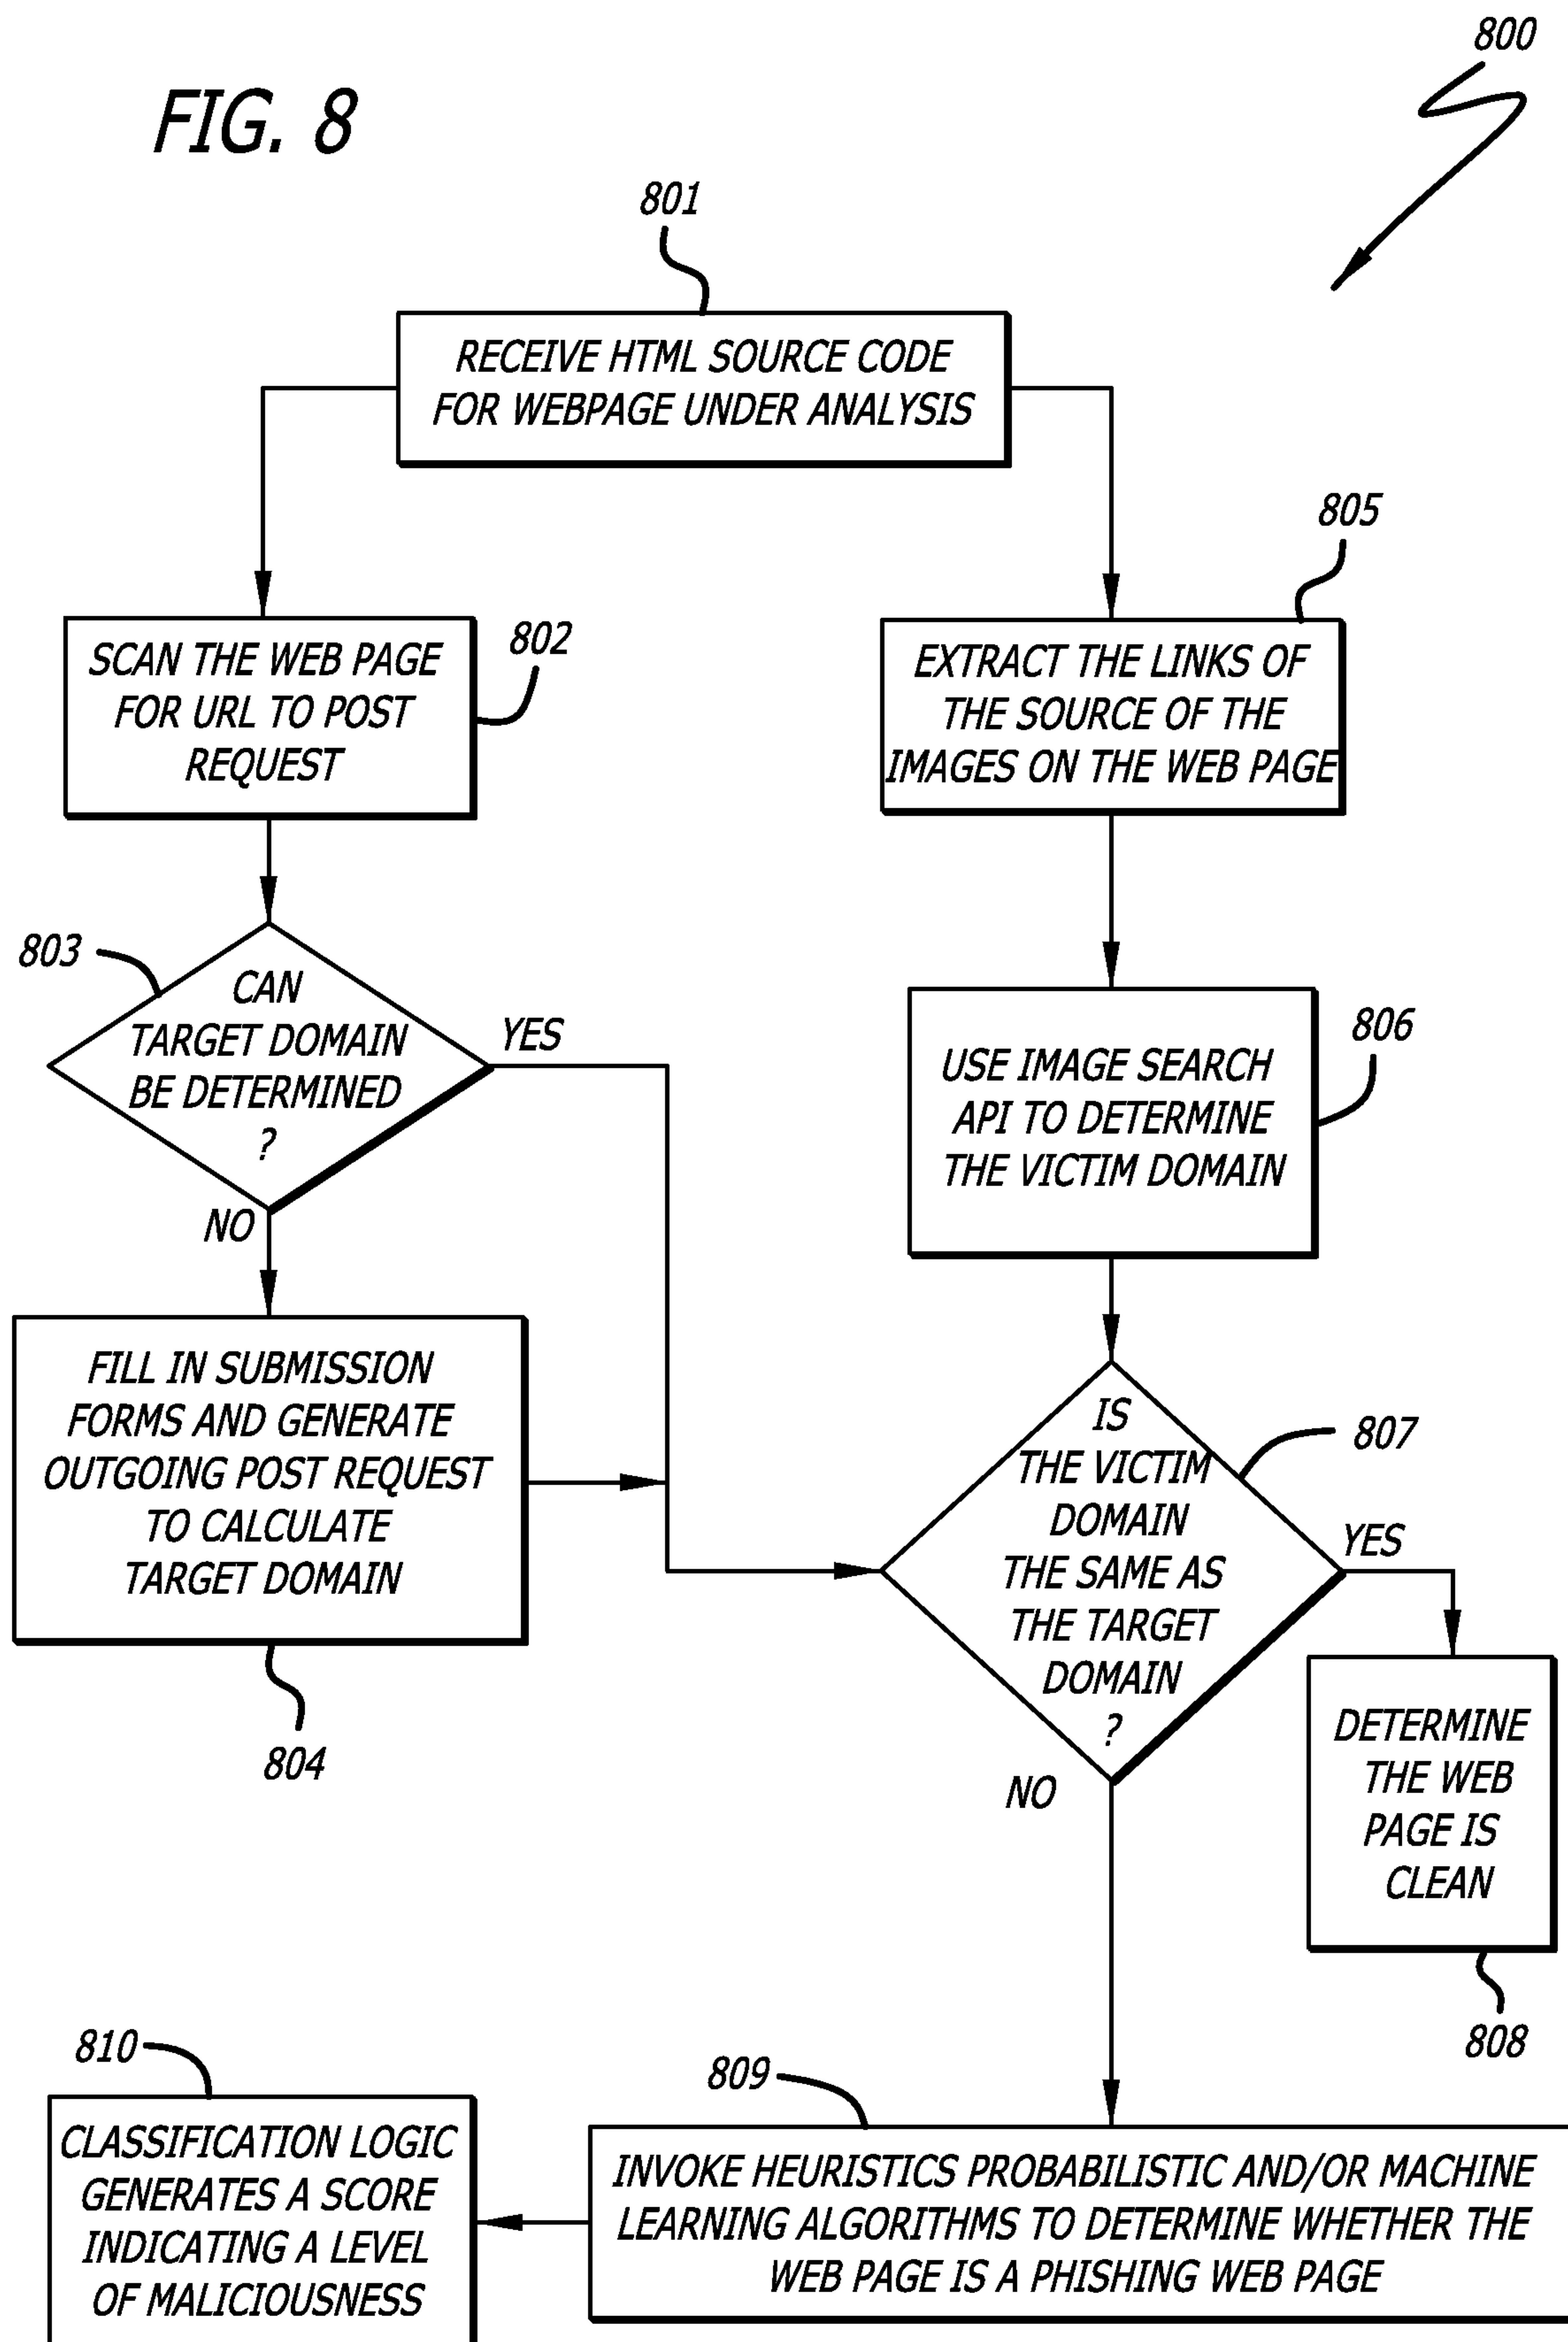 FIG. 8
800
801
RECEIVE HTML SOURCE CODE
FOR WEBPAGE UNDER ANALYSIS
802
SCAN THE WEB PAGE
FOR URL TO POST
REQUEST
805
EXTRACT THE LINKS OF
THE SOURCE OF THE
IMAGES ON THE WEB PAGE
803
CAN
TARGET DOMAIN
BE DETERMINED
?
YES
NO
806
USE IMAGE SEARCH
API TO DETERMINE
THE VICTIM DOMAIN
FILL IN SUBMISSION
FORMS AND GENERATE
OUTGOING POST REQUEST
TO CALCULATE
TARGET DOMAIN
804
807
IS
THE VICTIM
DOMAIN
THE SAME AS
THE TARGET
DOMAIN
?
YES
NO
DETERMINE
THE WEB
PAGE IS
CLEAN
808
809
INVOKE HEURISTICS PROBABILISTIC AND/OR MACHINE
LEARNING ALGORITHMS TO DETERMINE WHETHER THE
WEB PAGE IS A PHISHING WEB PAGE
810
CLASSIFICATION LOGIC
GENERATES A SCORE
INDICATING A LEVEL
OF MALICIOUSNESS